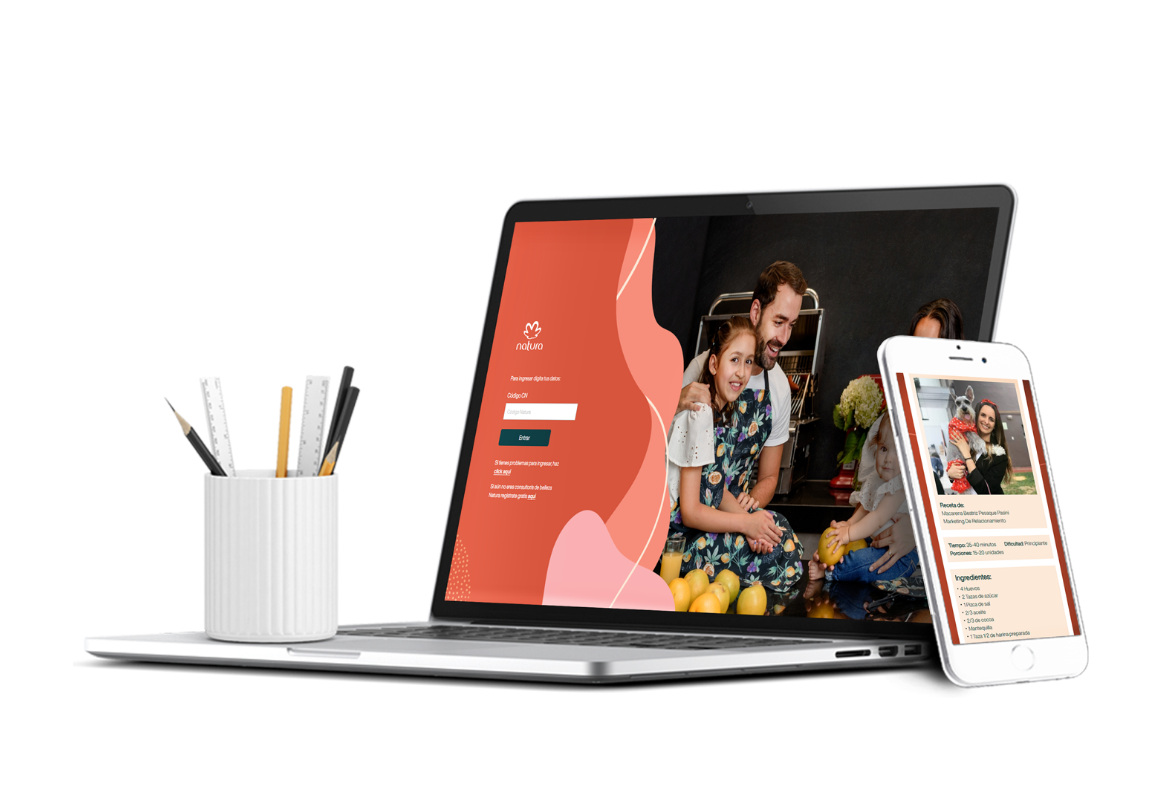 natura
Para ingresar digita tus datos:
Código CN
Código Natura
Entrar
Si tienes problemas para ingresar, haz
click aquí
Si aún no eres consultora de belleza
Natura regístrate gratis aquí
Receta de:
Macarena Beatriz
Marketing De Relacionamiento
Tiempo: 35-40 minutos Dificultad: Principiante
Porciones: 15-20 unidades
Ingredientes:
• 4 Huevos
• 2 Tazas de azúcar
• 1 Pizca de sal
• 2/3 aceite
• 2/3 de cocoa
• Mantequilla
• 1 Taza 1/2 de harina preparada